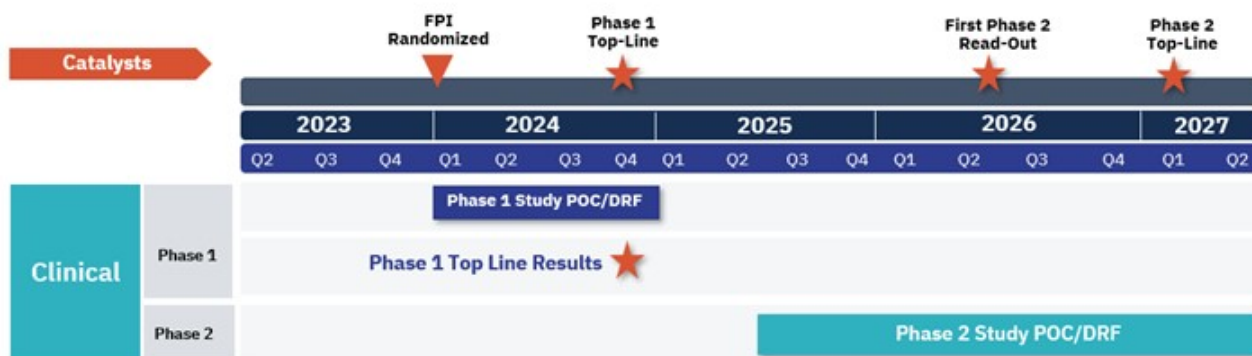 FPI
Randomized
Phase 1
Top-Line
First Phase 2
Read-Out
Phase 2
Top-Line
Catalysts
2023 2024 2025 2026 2027
Q2 Q3 Q4 Q1 Q2 Q3 Q4 Q1 Q2 Q3 Q4 Q1 Q2 Q3 Q4 Q1 Q2
Clinical
Phase 1
Phase 1 Study POC/DRF
Phase 1 Top Line Results
Phase 2
Phase 2 Study POC/DRF